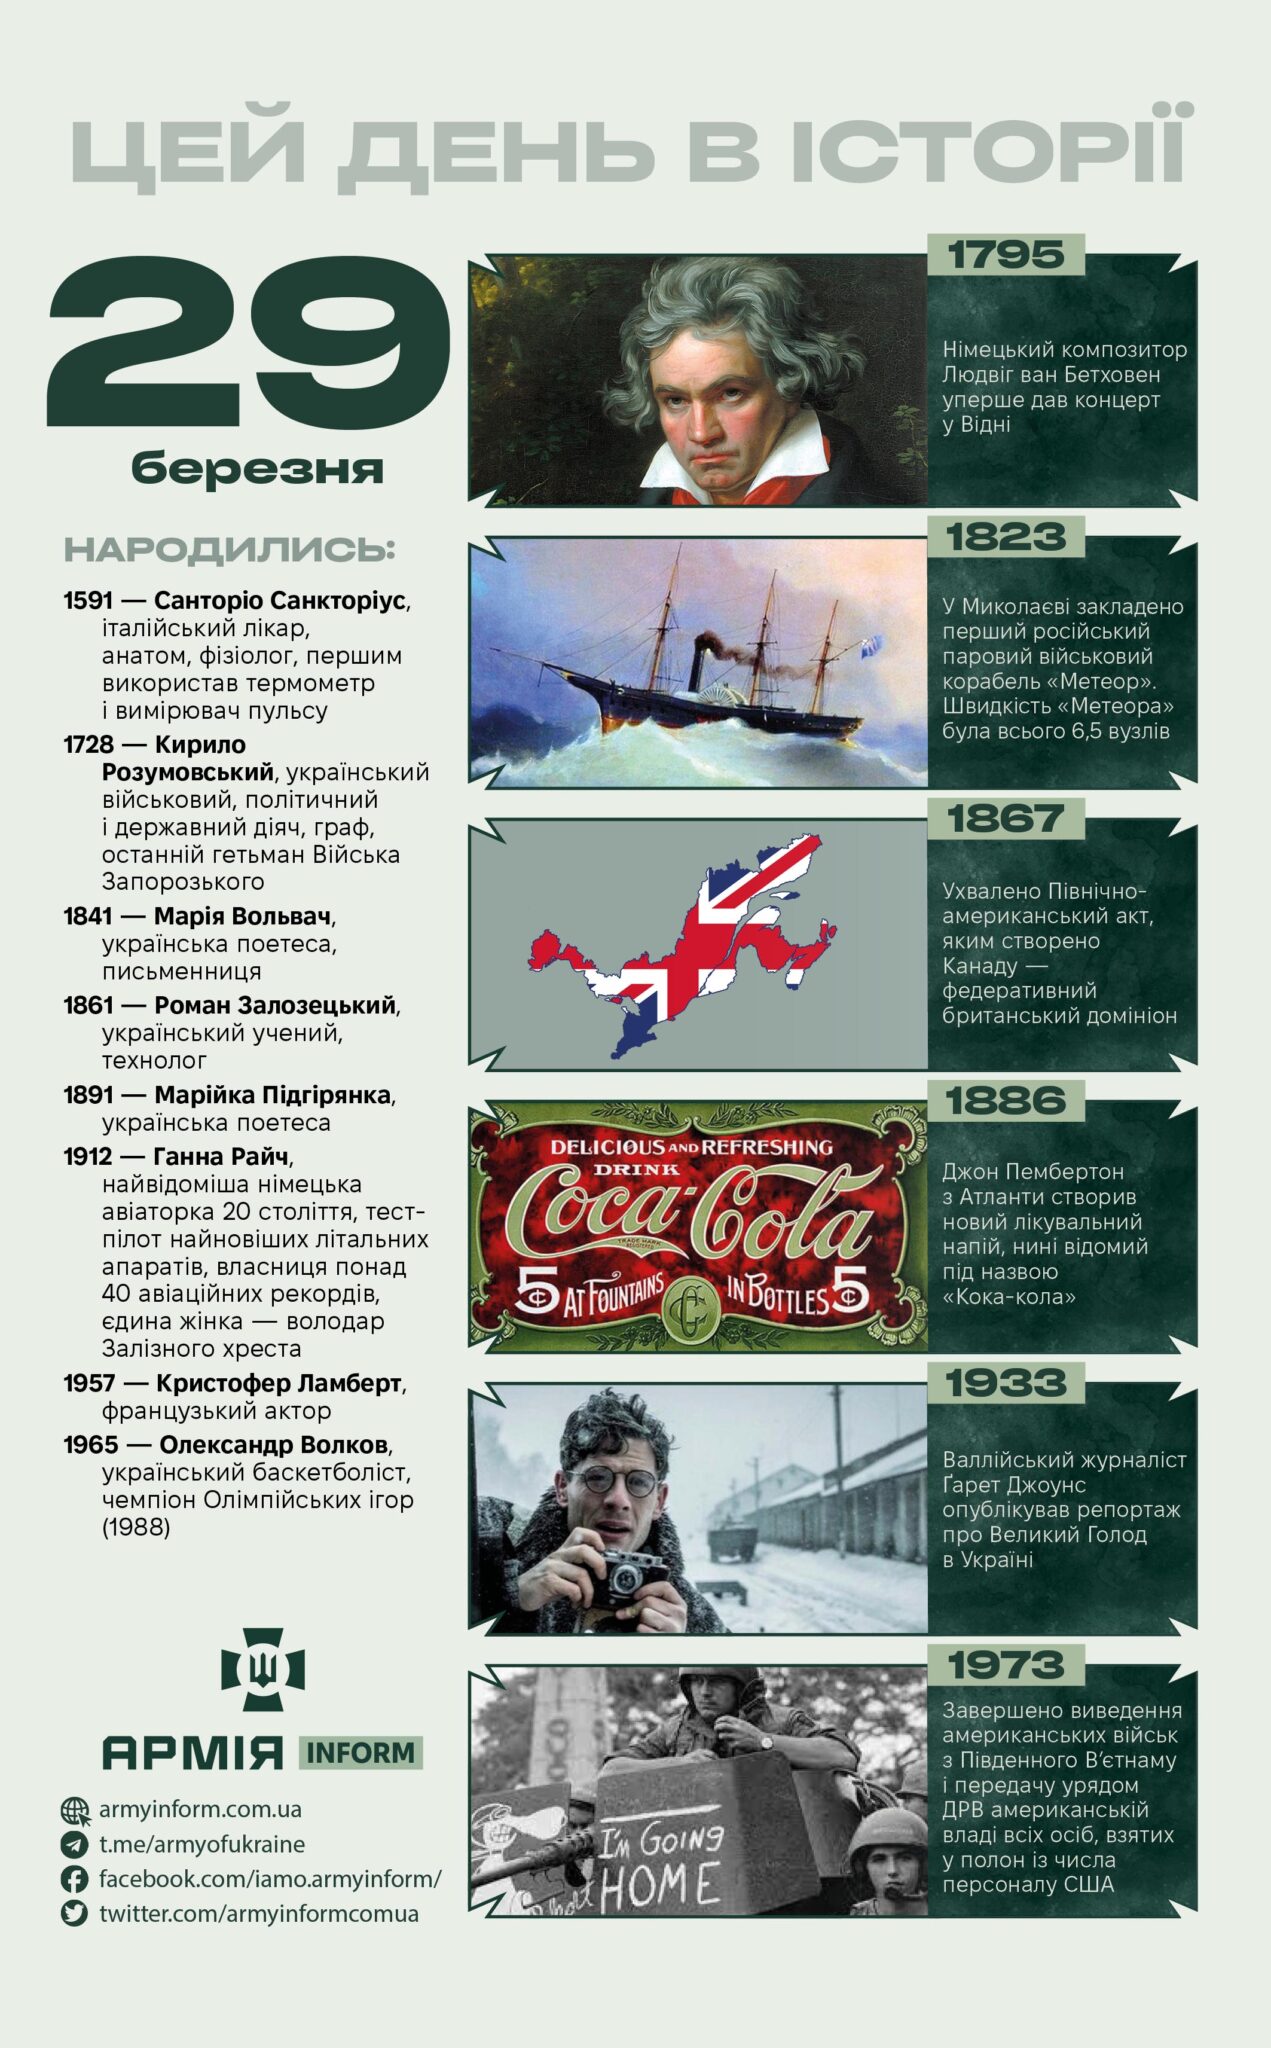 ЦЕЙ ДЕНЬ В ІСТОРІЇ
29
березня
НАРОДИЛИСЬ:
1591 — Санторіо Санкторіус,
італійський лікар,
анатом, фізіолог, першим
використав термометр
і вимірювач пульсу
1728 — Кирило
Розумовський, український
військовий, політичний
і державний діяч, граф,
останній гетьман Війська
Запорозького
1841 — Марія Вольвач,
українська поетеса,
письменниця
1861 — Роман Залозецький,
український учений,
технолог
1891 — Марійка Підгірянка,
українська поетеса
1912 — Ганна Райч,
найвідоміша німецька
авіаторка 20 століття, тест-
пілот найновіших літальних
апаратів, власниця понад
40 авіаційних рекордів,
єдина жінка — володар
Залізного хреста
1957 — Кристофер Ламберт,
французький актор
1965 — Олександр Волков,
український баскетболіст,
чемпіон Олімпійських ігор
(1988)
АРМІЯ INFORM
armyinform.com.ua
t.me/armyofukraine
facebook.com/iamo.armyinform/
twitter.com/armyinformcomua
1795
Німецький композитор
Людвіг ван Бетховен
уперше дав концерт
у Відні
1823
У Миколаєві закладено
перший російський
паровий військовий
корабель «Метеор».
Швидкість «Метеора»
була всього 6,5 вузлів
1867
Ухвалено Північно-
американський акт,
яким створено
Канаду —
федеративний
британський домініон
1886
DELICIOUS AND REFRESHING
DRINK
Coca-Cola
TRADE MARK
REGISTERED
5¢ AT FOUNTAINS IN BOTTLES 5¢
Джон Пембертон
з Атланти створив
новий лікувальний
напій, нині відомий
під назвою
«Кока-кола»
1933
Валлійський журналіст
Ґарет Джоунс
опублікував репортаж
про Великий Голод
в Україні
1973
I'm GOING
HOME
Завершено виведення
американських військ
з Південного В'єтнаму
і передачу урядом
ДРВ американській
владі всіх осіб, взятих
у полон із числа
персоналу США